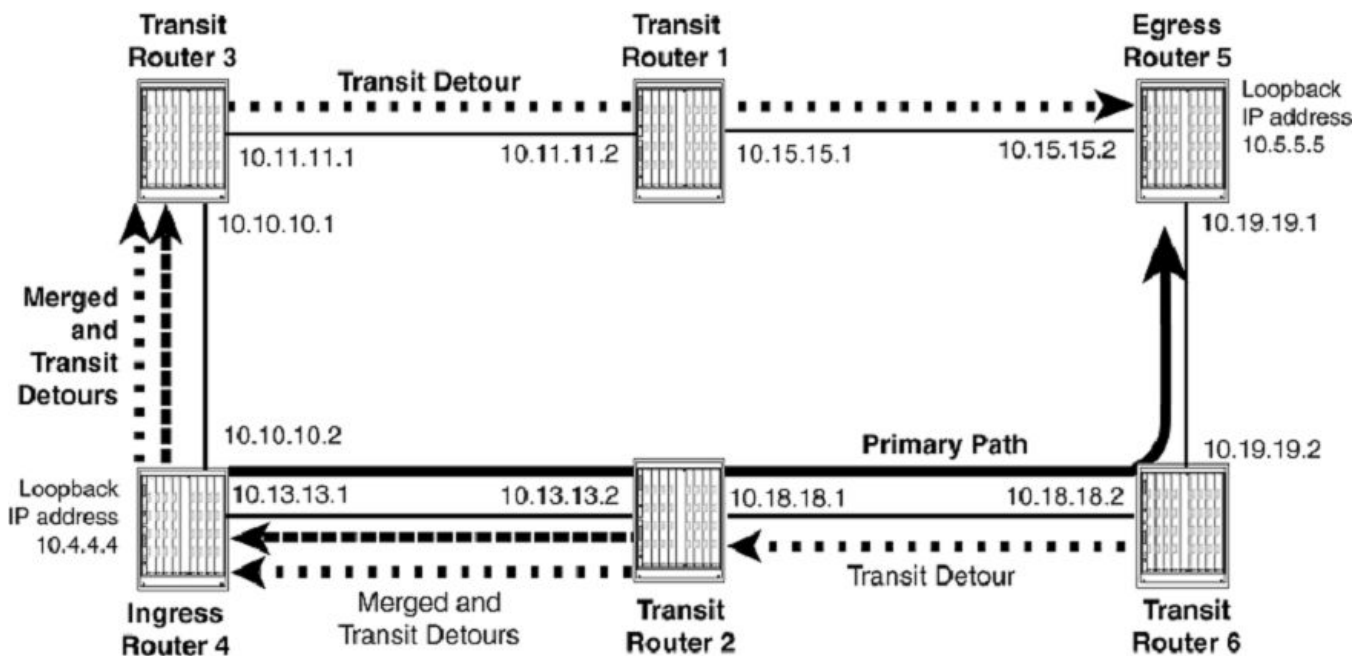 Transit
Router 3
Transit
Router 1
Egress
Router 5
Transit Detour
Loopback
IP address
10.5.5.5
10.11.11.1
10.11.11.2
10.15.15.1
10.15.15.2
10.10.10.1
10.19.19.1
Merged
and
Transit
Detours
10.10.10.2
Primary Path
10.19.19.2
Loopback
IP address
10.4.4.4
10.13.13.1
10.13.13.2
10.18.18.1
10.18.18.2
Transit Detour
Merged and
Transit Detours
Ingress
Router 4
Transit
Router 2
Transit
Router 6